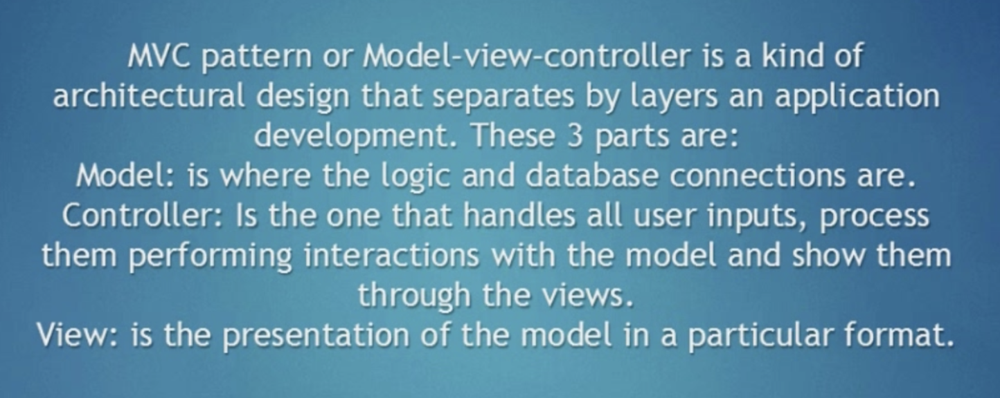 MVC pattern or Model-view-controller is a kind of
architectural design that separates by layers an application
development. These 3 parts are:
Model: is where the logic and database connections are.
Controller: Is the one that handles all user inputs, process
them performing interactions with the model and show them
through the views.
View: is the presentation of the model in a particular format.